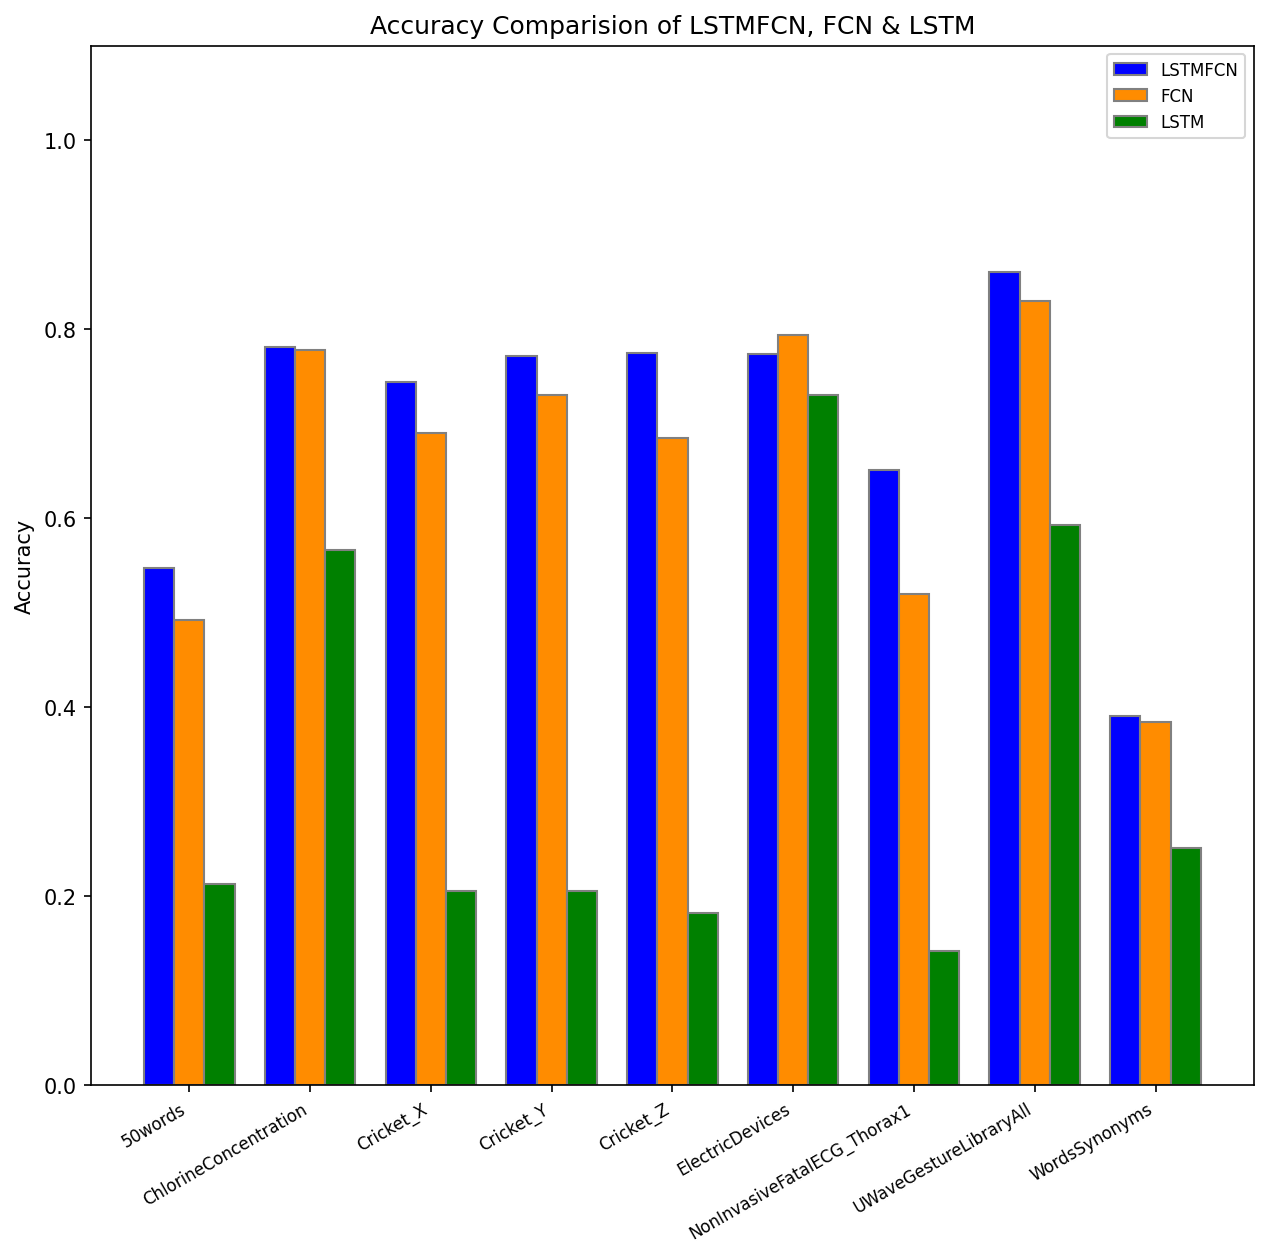 Accuracy Comparision of LSTMFCN, FCN & LSTM
LSTMFCN
FCN
LSTM
Accuracy
1.0
0.8
0.6
0.4
0.2
0.0
50words
ChlorineConcentration
Cricket_X
Cricket_Y
Cricket_Z
ElectricDevices
NonInvasiveFatalECG_Thorax1
UWaveGestureLibraryAll
WordsSynonyms